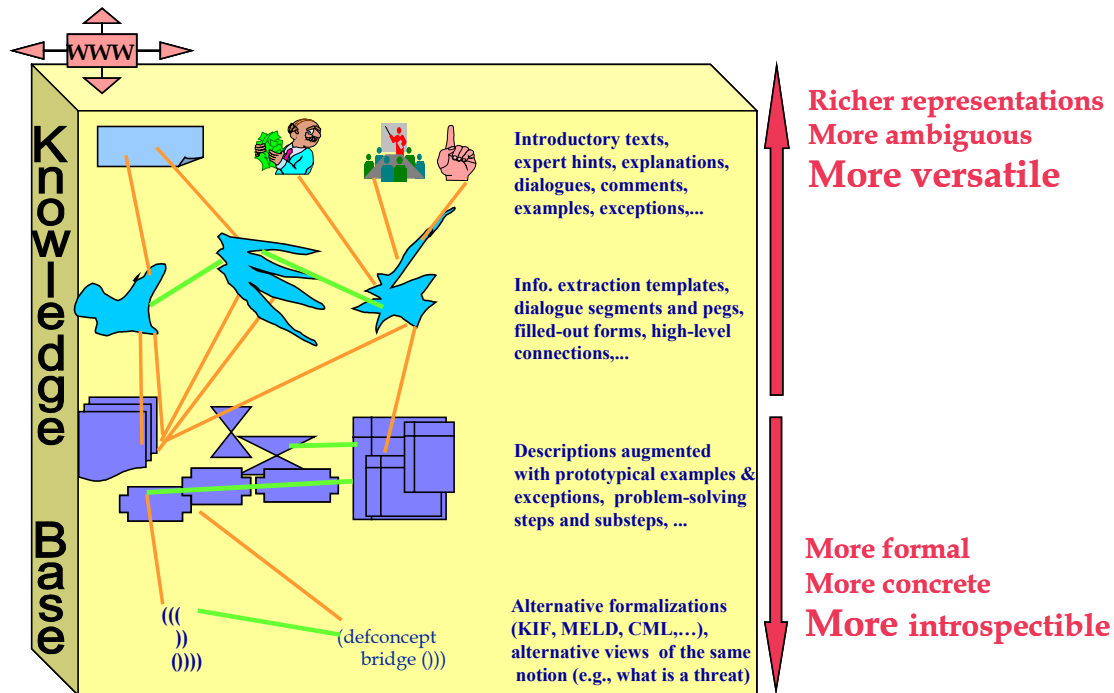 WWW
Knowledge Base
Introductory texts,
expert hints, explanations,
dialogues, comments,
examples, exceptions,...
Richer representations
More ambiguous
More versatile
Info. extraction templates,
dialogue segments and pegs,
filled-out forms, high-level
connections,...
Descriptions augmented
with prototypical examples &
exceptions, problem-solving
steps and substeps, ...
More formal
More concrete
More introspectible
Alternative formalizations
(KIF, MELD, CML,…),
alternative views of the same
notion (e.g., what is a threat)
(((
))
())))
(defconcept
bridge ()))